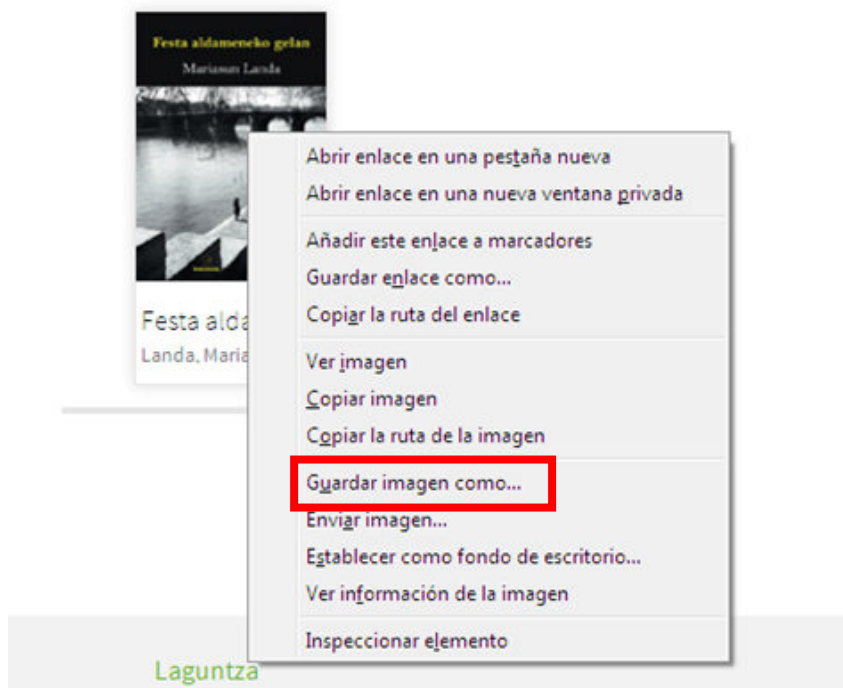 Festa aldameneko gelan
Mariasun Landa
Festa alda
Landa, Maria
Abrir enlace en una pestaña nueva
Abrir enlace en una nueva ventana privada
Añadir este enlace a marcadores
Guardar enlace como...
Copiar la ruta del enlace
Ver imagen
Copiar imagen
Copiar la ruta de la imagen
Guardar imagen como...
Enviar imagen...
Establecer como fondo de escritorio...
Ver información de la imagen
Inspeccionar elemento
Laguntza